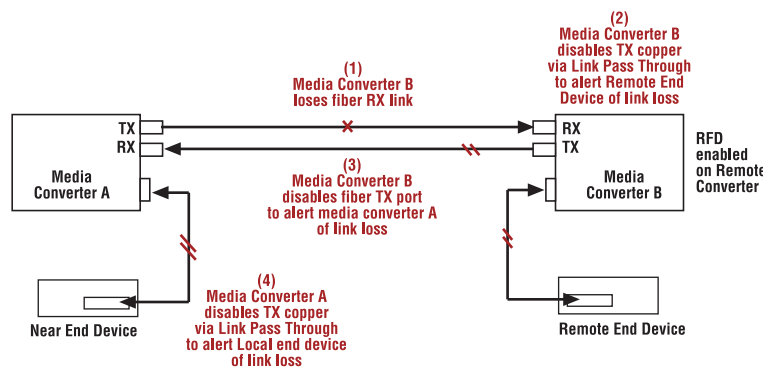 (1)
Media Converter B
loses fiber RX link
(2)
Media Converter B
disables TX copper
via Link Pass Through
to alert Remote End
Device of link loss
TX
RX
Media
Converter A
RX
TX
Media
Converter B
RFD
enabled
on Remote
Converter
(3)
Media Converter B
disables fiber TX port
to alert media converter A
of link loss
(4)
Media Converter A
disables TX copper
via Link Pass Through
to alert Local end device
of link loss
Near End Device
Remote End Device